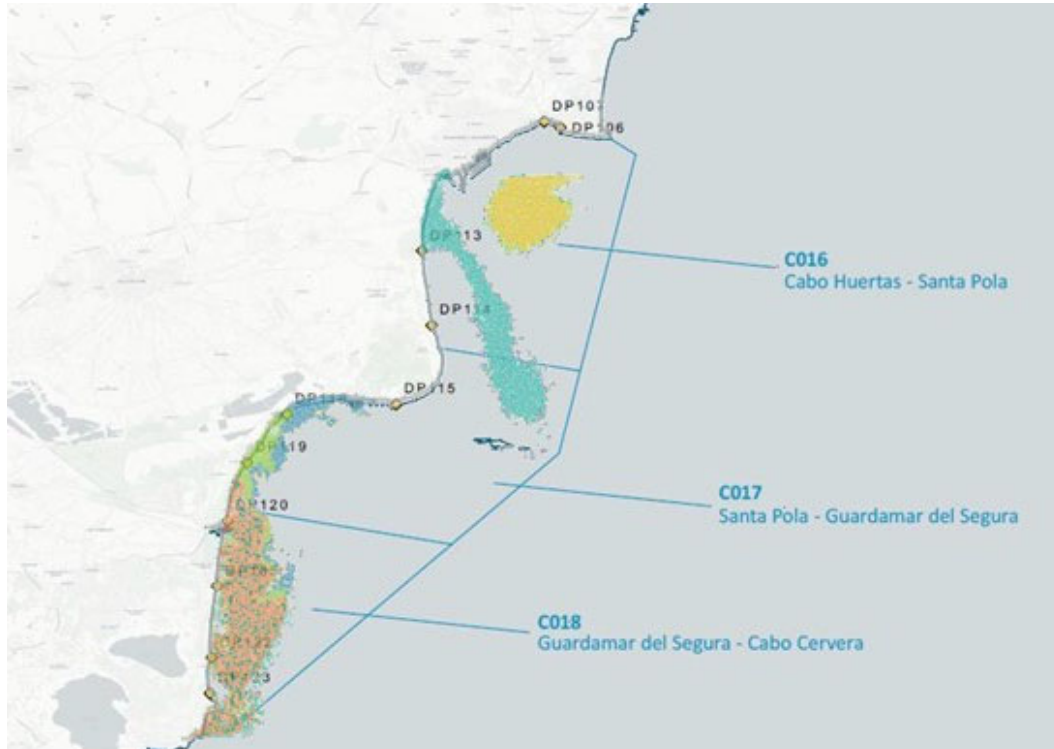 DP107
DP106
DP113
C016
Cabo Huertas - Santa Pola
DP114
DP115
DP119
C017
Santa Pola - Guardamar del Segura
DP120
C018
Guardamar del Segura - Cabo Cervera